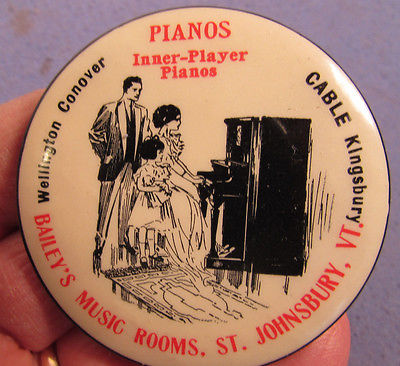 PIANOS
Inner-Player
Pianos
Wellington Conover
CABLE Kingsbury
BAILEY'S MUSIC ROOMS, ST. JOHNSBURY, VT.